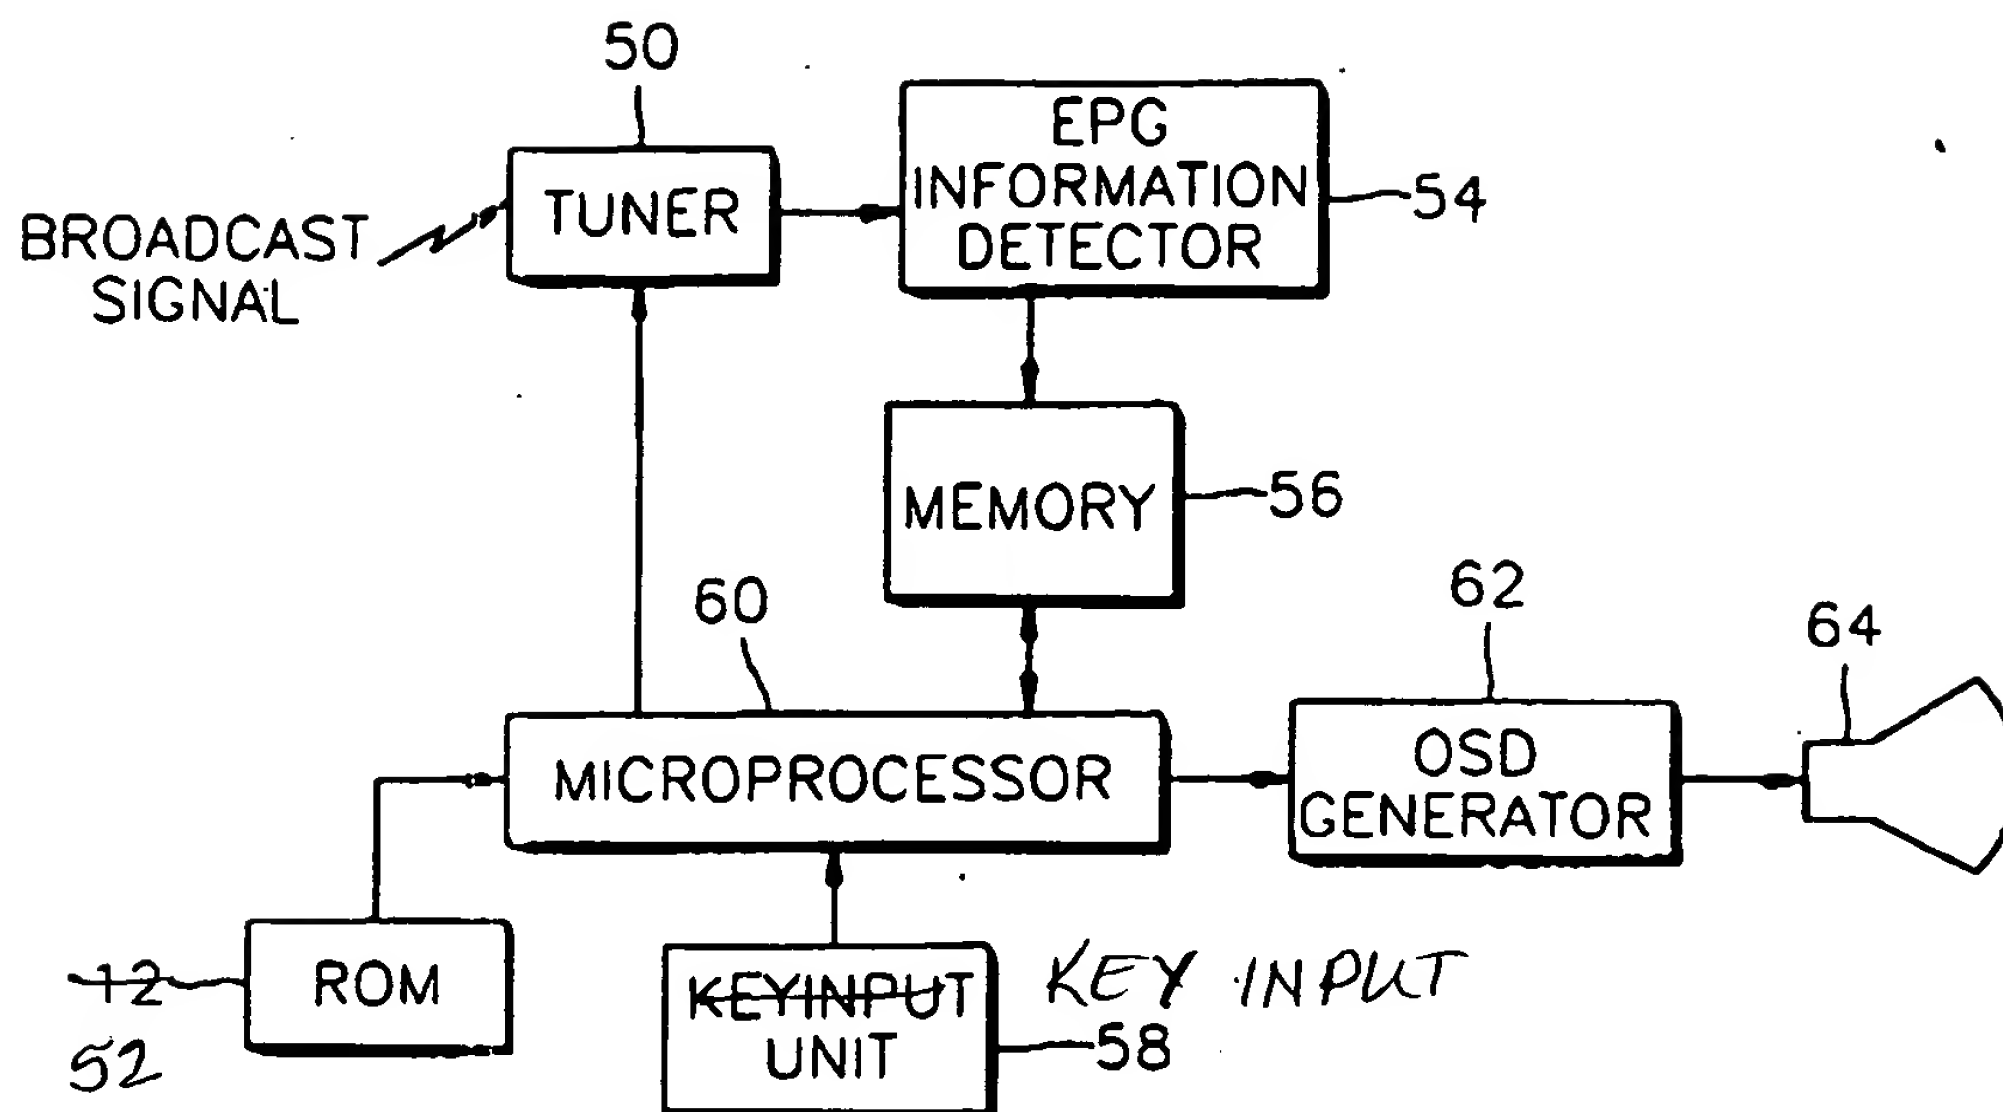 50
EPG
INFORMATION
DETECTOR
54
TUNER
BROADCAST
SIGNAL
MEMORY
56
60
62
64
MICROPROCESSOR
OSD
GENERATOR
12
ROM
52
KEYINPUT
UNIT
KEY INPUT
58